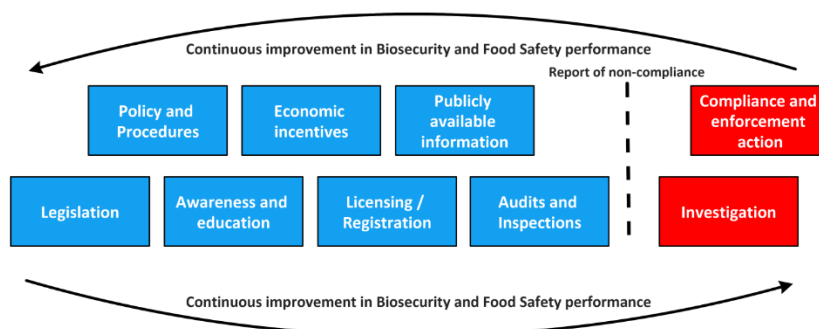 Continuous improvement in Biosecurity and Food Safety performance
Report of non-compliance
Policy and
Procedures
Economic
incentives
Publicly
available
information
Compliance and
enforcement
action
Legislation
Awareness and
education
Licensing /
Registration
Audits and
Inspections
Investigation
Continuous improvement in Biosecurity and Food Safety performance